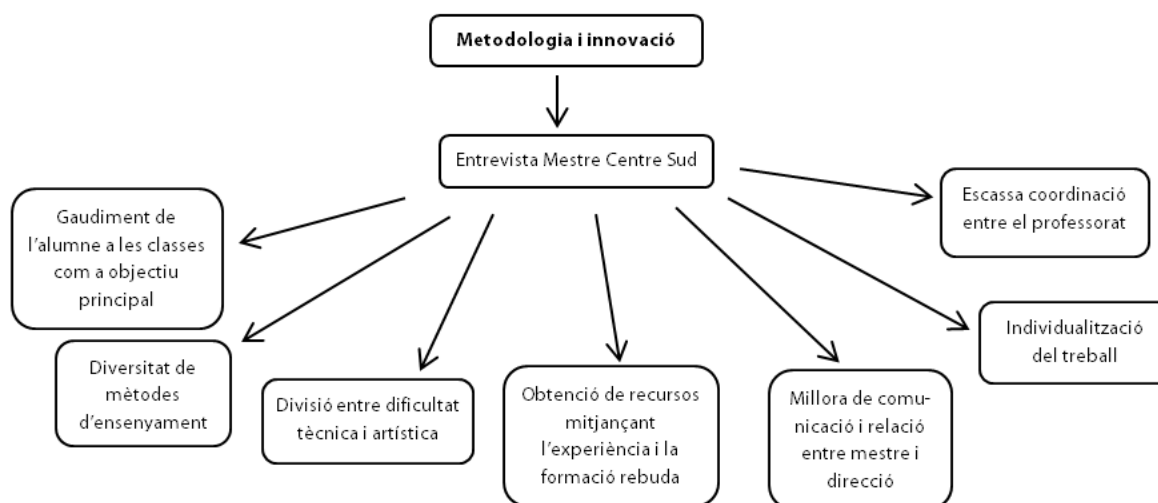 Metodologia i innovació
Entrevista Mestre Centre Sud
Gaudiment de
l'alumne a les classes
com a objectiu
principal
Diversitat de
mètodes
d'ensenyament
Divisió entre dificultat
tècnica i artística
Obtenció de recursos
mitjançant
l'experiència i la
formació rebuda
Millora de comu-
nicació i relació
entre mestre i
direcció
Individualització
del treball
Escassa coordinació
entre el professorat